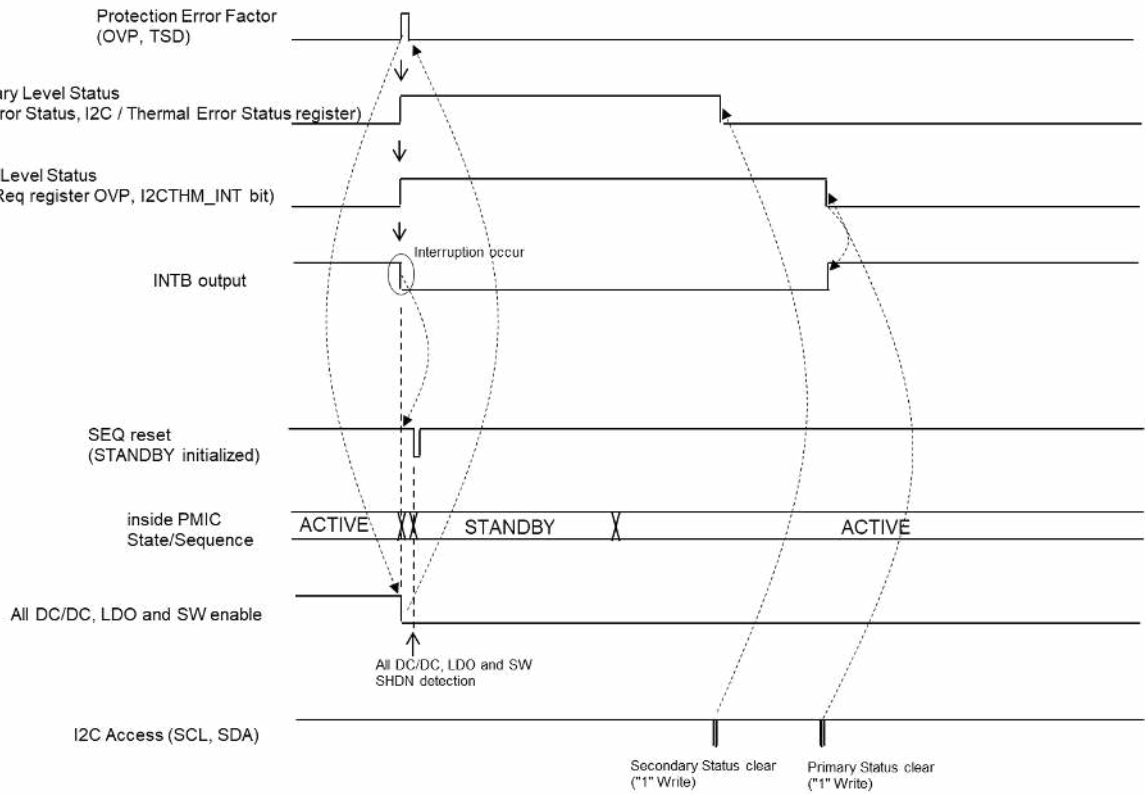 Protection Error Factor
(OVP, TSD)
ary Level Status
ror Status, I2C / Thermal Error Status register)
Level Status
Req register OVP, I2CTHM_INT bit)
Interruption occur
INTB output
SEQ reset
(STANDBY initialized)
inside PMIC
State/Sequence
ACTIVE
STANDBY
ACTIVE
All DC/DC, LDO and SW enable
All DC/DC, LDO and SW
SHDN detection
I2C Access (SCL, SDA)
Secondary Status clear
("1" Write)
Primary Status clear
("1" Write)